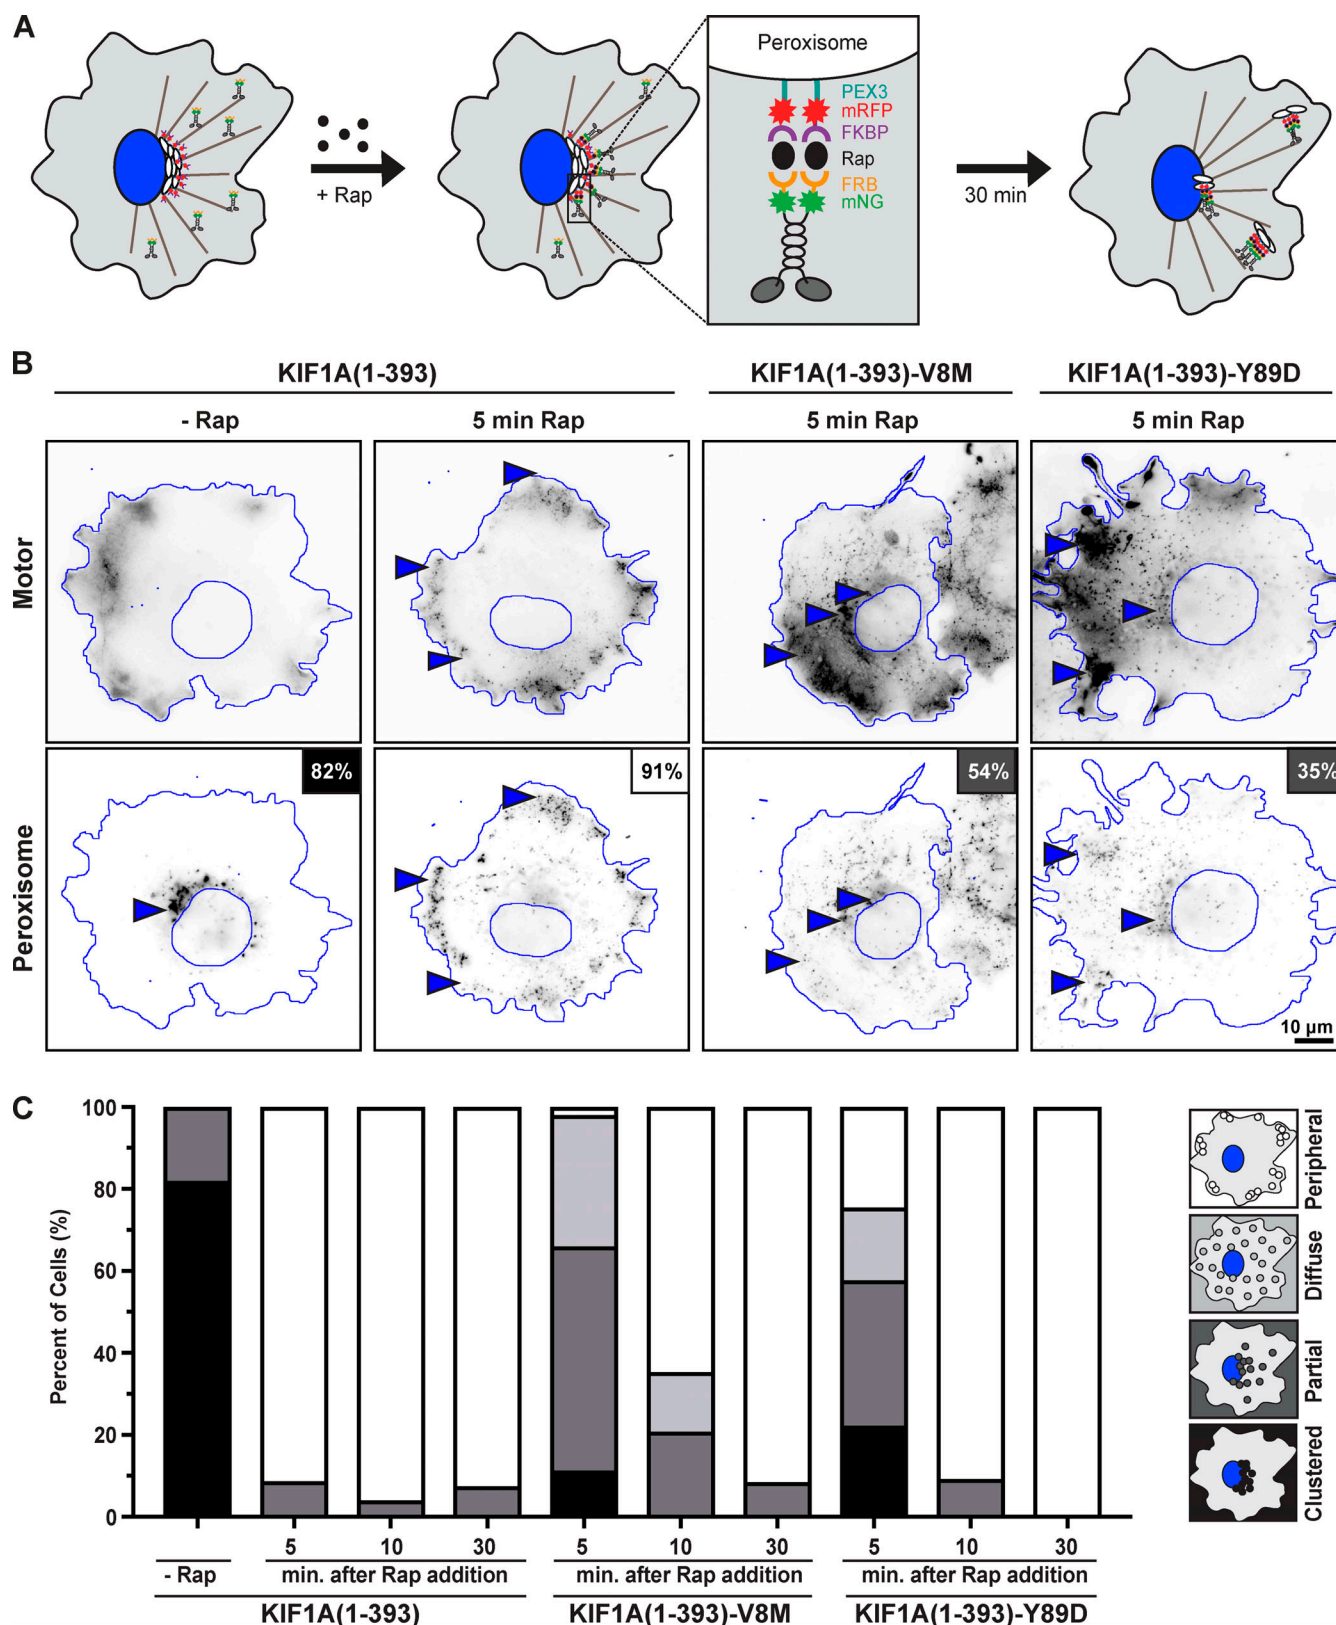 A
+ Rap
Peroxisome
PEX3
mRFP
FKBP
Rap
FRB
mNG
30 min
B
KIF1A(1-393)
KIF1A(1-393)-V8M
KIF1A(1-393)-Y89D
- Rap
5 min Rap
5 min Rap
5 min Rap
Motor
Peroxisome
82%
91%
54%
35%
10 µm
C
Percent of Cells (%)
100
80
60
40
20
0
5 10 30 5 10 30 5 10 30
- Rap
min. after Rap addition
min. after Rap addition
min. after Rap addition
KIF1A(1-393)
KIF1A(1-393)-V8M
KIF1A(1-393)-Y89D
Peripheral
Diffuse
Partial
Clustered